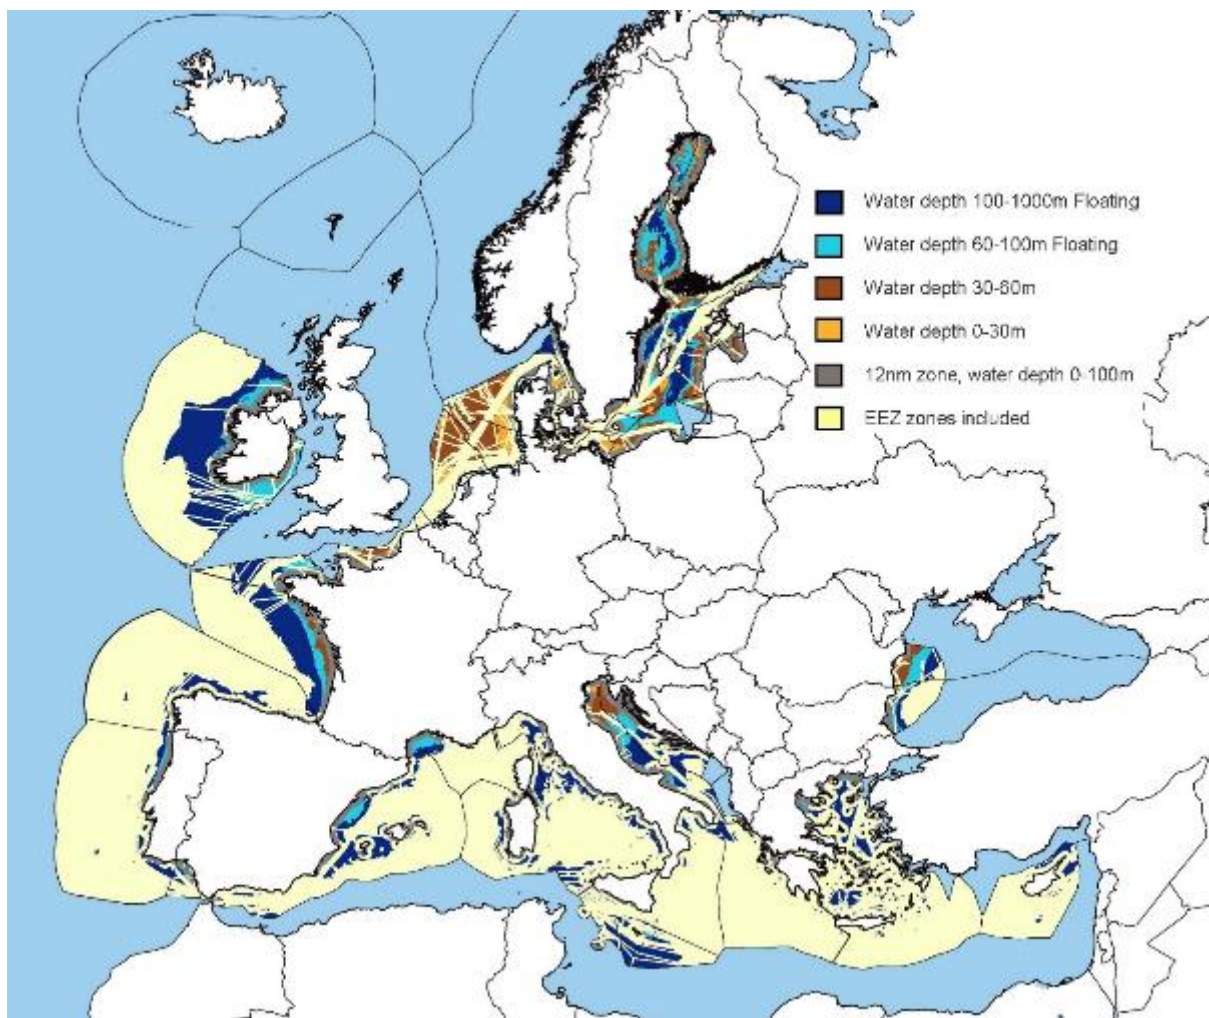 Water depth 100-1000m Floating
Water depth 60-100m Floating
Water depth 30-60m
Water depth 0-30m
12nm zone, water depth 0-100m
EEZ zones included